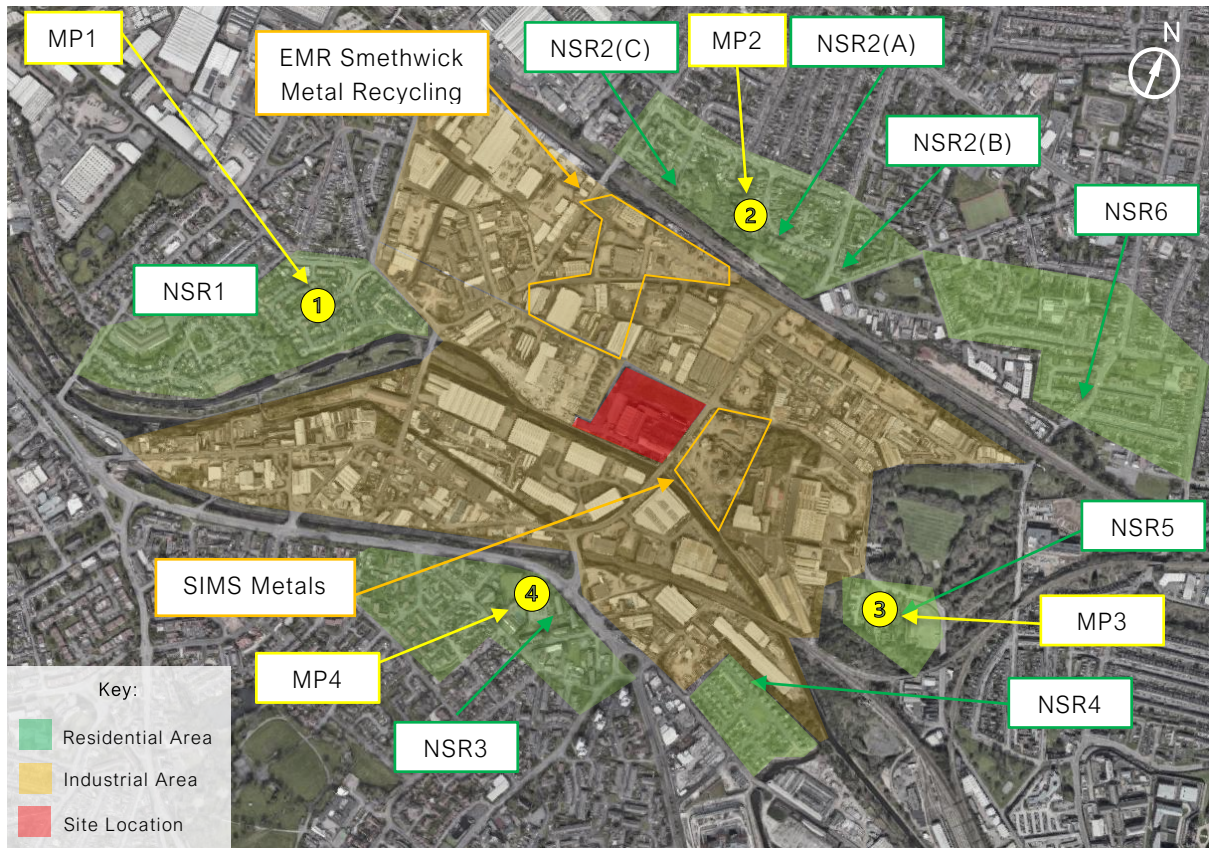 MP1
EMR Smethwick
Metal Recycling
NSR2(C)
MP2
NSR2(A)
N
NSR2(B)
NSR6
NSR1
1
2
NSR5
SIMS Metals
4
3
MP3
MP4
NSR3
NSR4
Key:
Residential Area
Industrial Area
Site Location